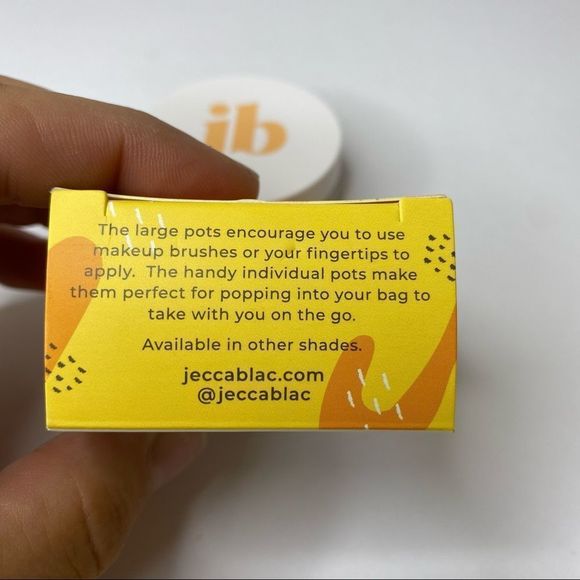 jb
The large pots encourage you to use
makeup brushes or your fingertips to
apply. The handy individual pots make
them perfect for popping into your bag to
take with you on the go.
Available in other shades.
jeccablac.com
@jeccablac